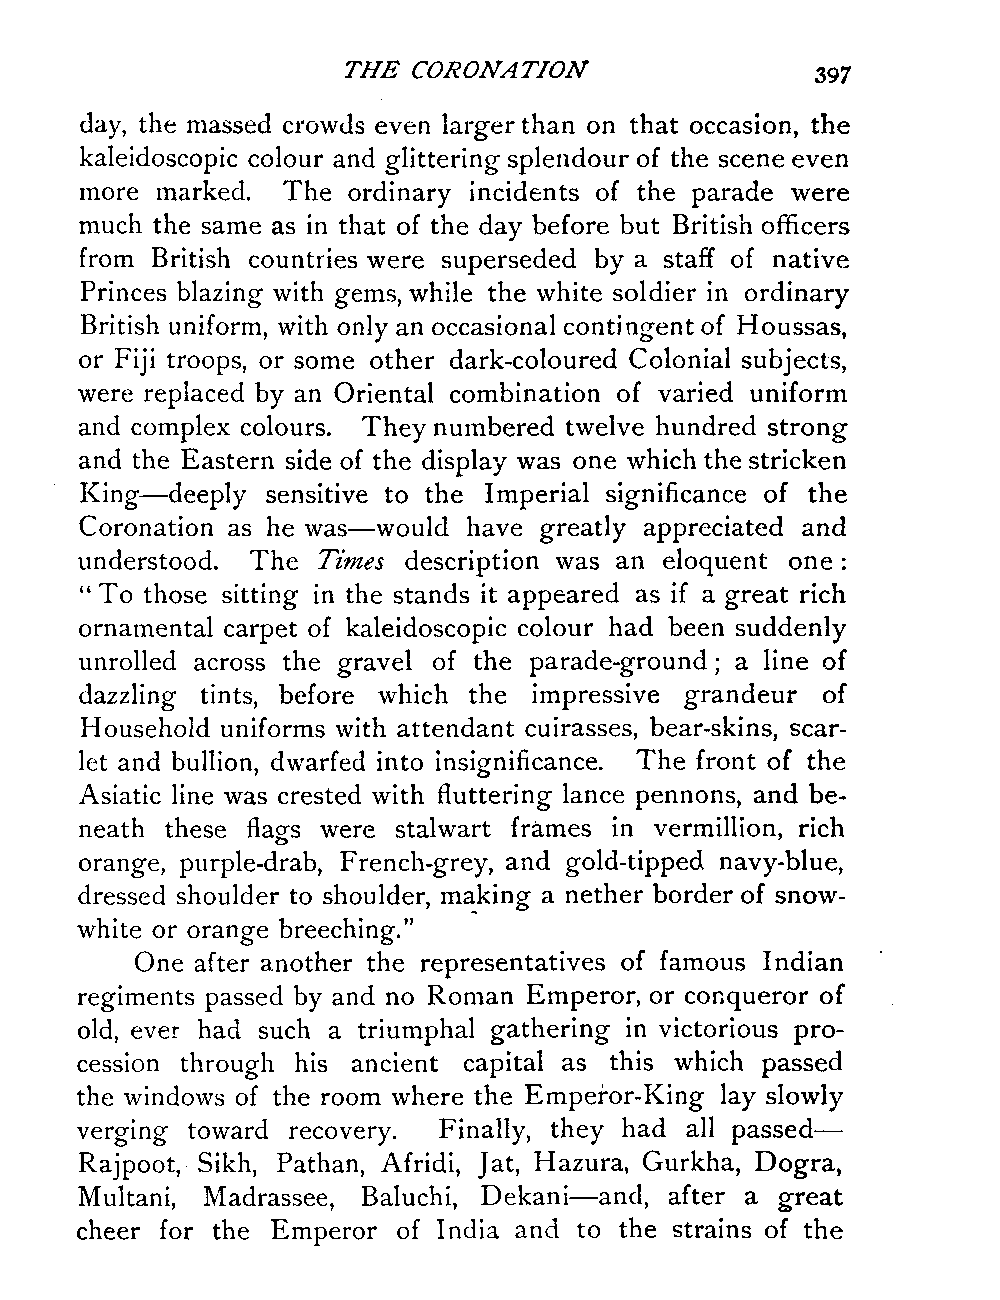 THE CORONATION 397
day, the massed crowds even larger than on that occasion, the
kaleidoscopic colour and glittering splendour of the scene even
more marked. The ordinary incidents of the parade were
much the same as in that of the day before but British officers
from British countries were superseded by a staff of native
Princes blazing with gems, while the white soldier in ordinary
British uniform, with only an occasional contingent of Houssas,
or Fiji troops, or some other dark-coloured Colonial subjects,
were replaced by an Oriental combination of varied uniform
and complex colours. They numbered twelve hundred strong
and the Eastern side of the display was one which the stricken
King—deeply sensitive to the Imperial significance of the
Coronation as he was—would have greatly appreciated and
understood. The Times description was an eloquent one :
“ To those sitting in the stands it appeared as if a great rich
ornamental carpet of kaleidoscopic colour had been suddenly
unrolled across the gravel of the parade-ground ; a line of
dazzling tints, before which the impressive grandeur of
Household uniforms with attendant cuirasses, bear-skins, scar-
let and bullion, dwarfed into insignificance. The front of the
Asiatic line was crested with fluttering lance pennons, and be-
neath these flags were stalwart frames in vermillion, rich
orange, purple-drab, French-grey, and gold-tipped navy-blue,
dressed shoulder to shoulder, making a nether border of snow-
white or orange breeching.”
One after another the representatives of famous Indian
regiments passed by and no Roman Emperor, or conqueror of
old, ever had such a triumphal gathering in victorious pro-
cession through his ancient capital as this which passed
the windows of the room where the Emperor-King lay slowly
verging toward recovery. Finally, they had all passed—
Rajpoot, Sikh, Pathan, Afridi, Jat, Hazura, Gurkha, Dogra,
Multani, Madrassee, Baluchi, Dekani—and, after a great
cheer for the Emperor of India and to the strains of the